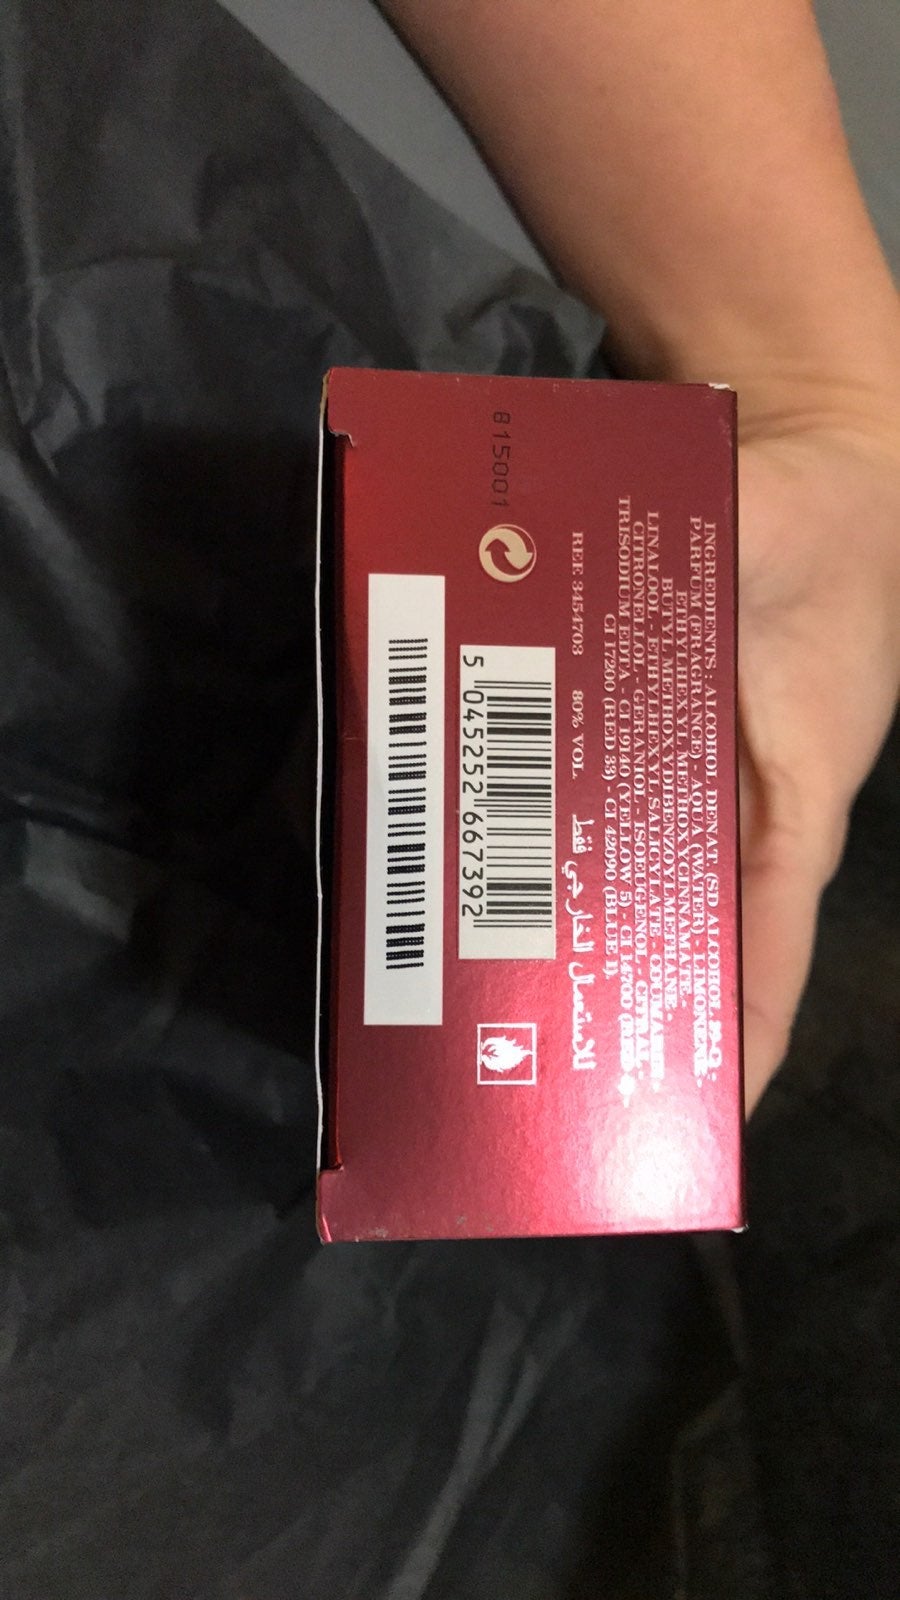 INGREDIENTS : ALCOHOL DENAT. (SD ALCOHOL 39-C) -
PARFUM (FRAGRANCE) - AQUA (WATER) - LIMONENE -
ETHYLHEXYL METHOXYCINNAMATE -
BUTYL METHOXYDIBENZOYLMETHANE -
LINALOOL - ETHYLHEXYL SALICYLATE - COUMARIN -
CITRONELLOL - GERANIOL - ISOEUGENOL - CITRAL -
TRISODIUM EDTA - CI 19140 (YELLOW 5) - CI 14700 (RED 4) -
CI 17200 (RED 33) - CI 42090 (BLUE 1).
REF. 3454703 80% VOL. للاستعمال الخارجي فقط
5 045252 667392
815001